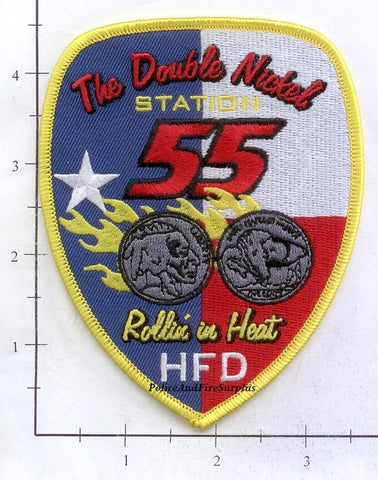 The Double Nickel
STATION
55
Rollin' in Heat
HFD
PoliceAndFireSurplus
4
3
2
1
1
2
3